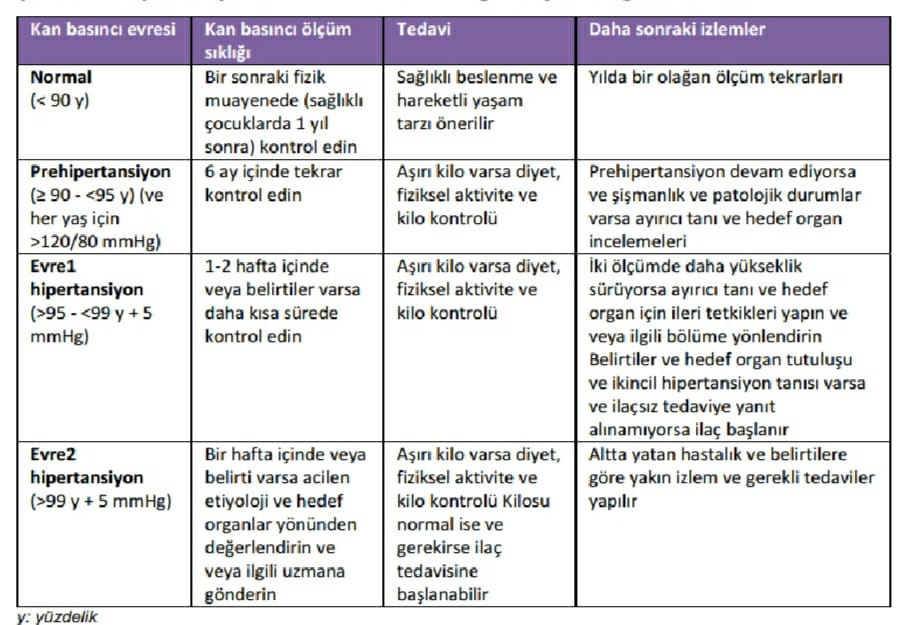 Kan basıncı evresi
Kan basıncı ölçüm
sıklığı
Tedavi
Daha sonraki izlemler
Normal
(< 90 y)
Bir sonraki fizik
muayenede (sağlıklı
çocuklarda 1 yıl
sonra) kontrol edin
Sağlıklı beslenme ve
hareketli yaşam
tarzı önerilir
Yılda bir olağan ölçüm tekrarları
Prehipertansiyon
(≥ 90 - <95 y) (ve
her yaş için
>120/80 mmHg)
6 ay içinde tekrar
kontrol edin
Aşırı kilo varsa diyet,
fiziksel aktivite ve
kilo kontrolü
Prehipertansiyon devam ediyorsa
ve şişmanlık ve patolojik durumlar
varsa ayırıcı tanı ve hedef organ
incelemeleri
Evre1
hipertansiyon
(>95 - <99 y + 5
mmHg)
1-2 hafta içinde
veya belirtiler varsa
daha kısa sürede
kontrol edin
Aşırı kilo varsa diyet,
fiziksel aktivite ve
kilo kontrolü
İki ölçümde daha yükseklik
sürüyorsa ayırıcı tanı ve hedef
organ için ileri tetkikleri yapın ve
veya ilgili bölüme yönlendirin
Belirtiler ve hedef organ tutuluşu
ve ikincil hipertansiyon tanısı varsa
ve ilaçsız tedaviye yanıt
alınamıyorsa ilaç başlanır
Evre2
hipertansiyon
(>99 y + 5 mmHg)
Bir hafta içinde veya
belirti varsa acilen
etiyoloji ve hedef
organlar yönünden
değerlendirin ve
veya ilgili uzmana
gönderin
Aşırı kilo varsa diyet,
fiziksel aktivite ve
kilo kontrolü Kilosu
normal ise ve
gerekirse ilaç
tedavisine
başlanabilir
Altta yatan hastalık ve belirtilere
göre yakın izlem ve gerekli tedaviler
yapılır
y: yüzdelik